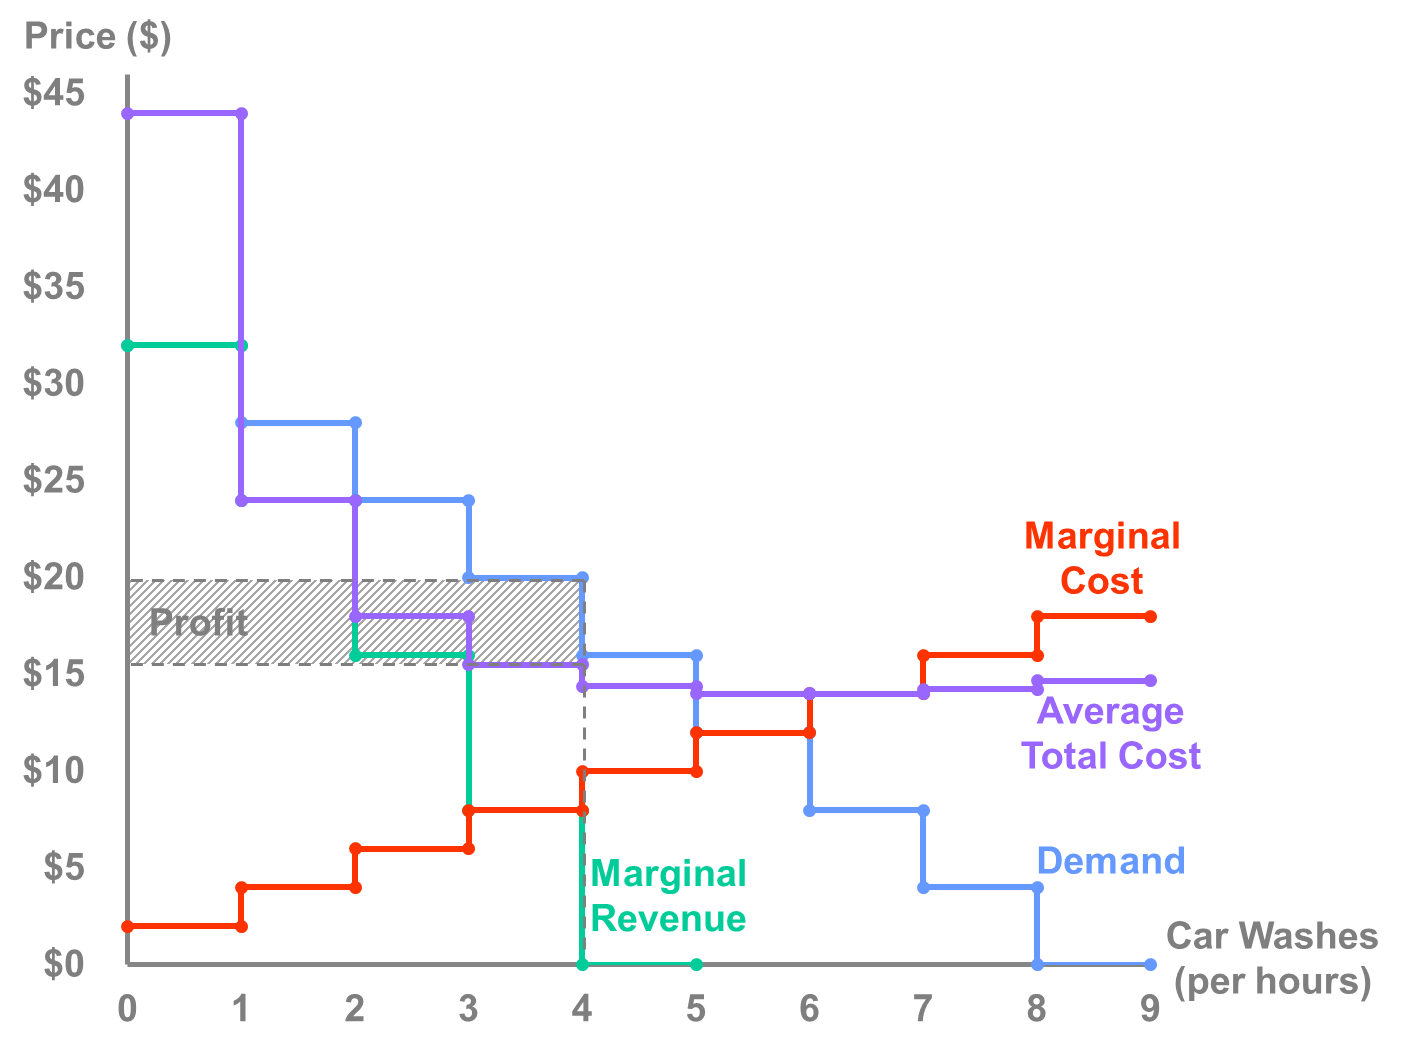 Price ($)
$45
$40
$35
$30
$25
$20
$15
$10
$5
$0
Profit
Marginal
Cost
Average
Total Cost
Demand
Marginal
Revenue
Car Washes
(per hours)
0 1 2 3 4 5 6 7 8 9